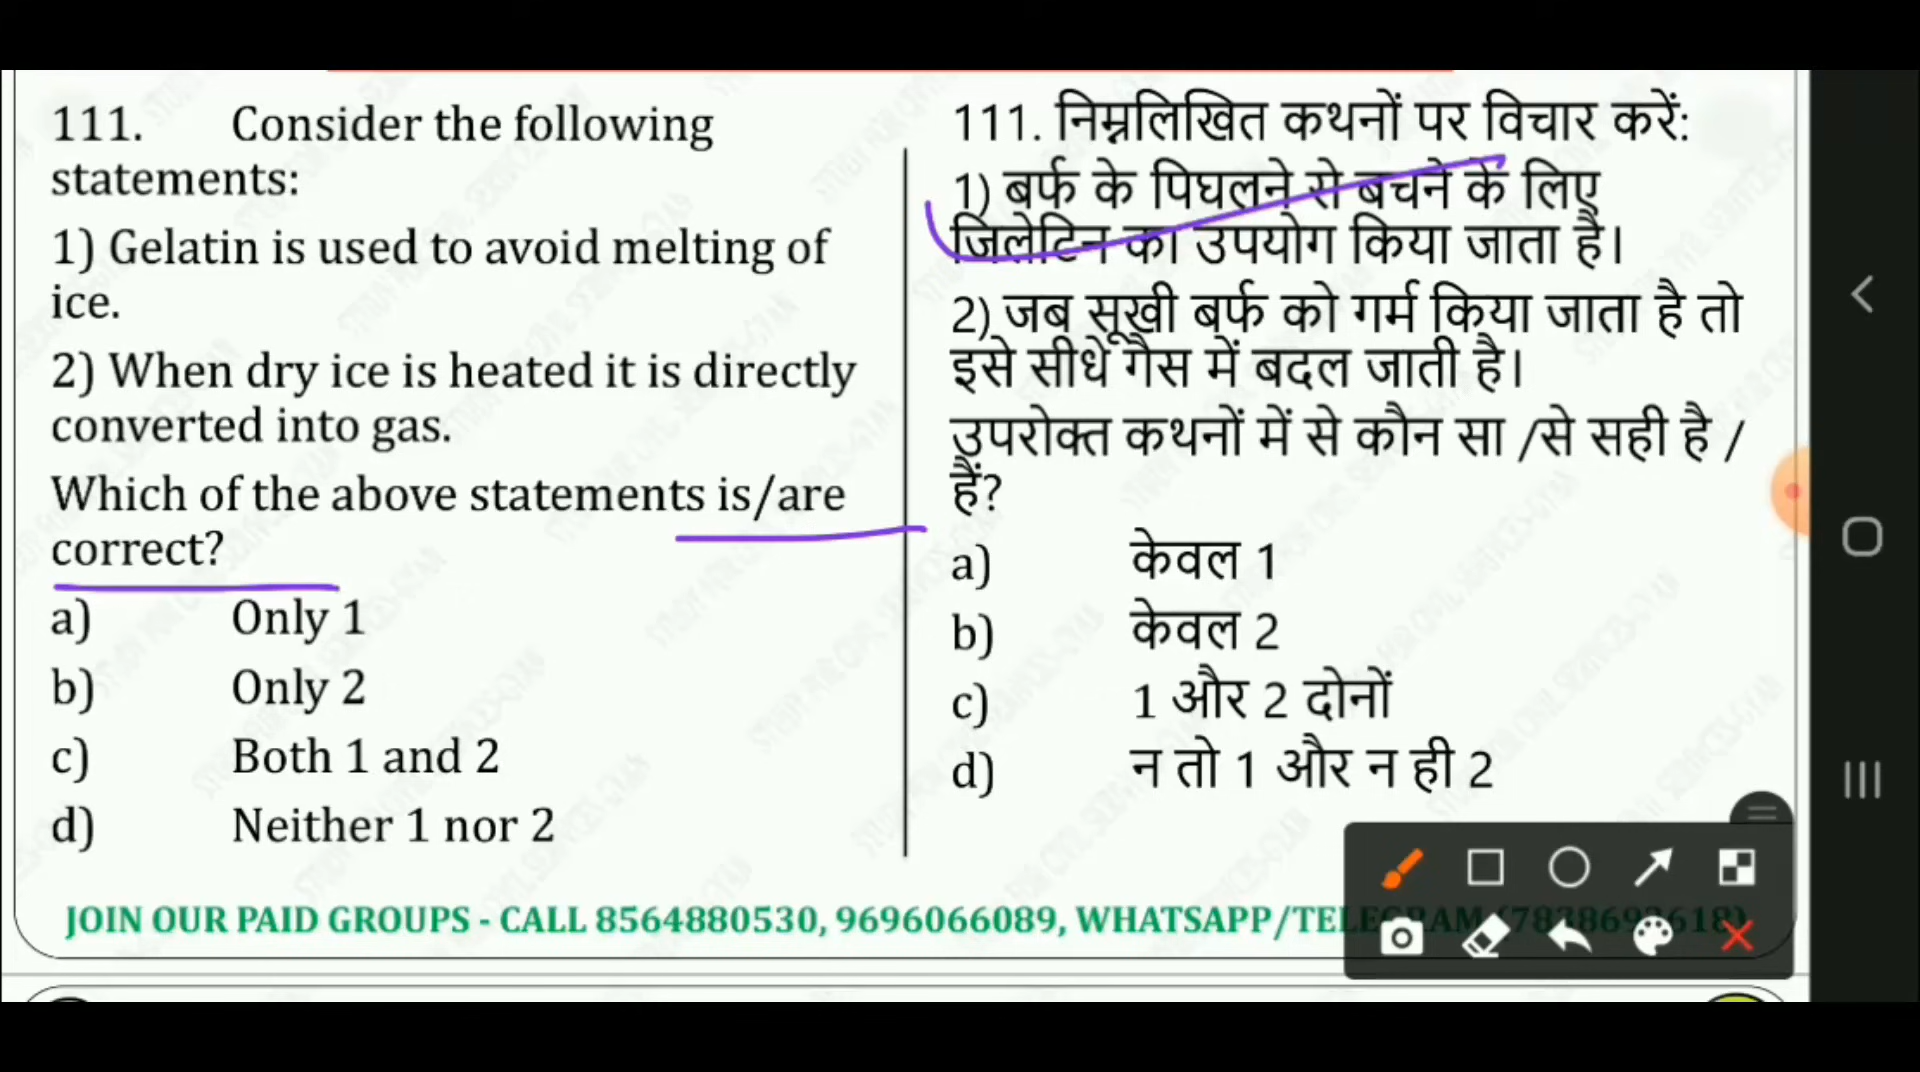 111. Consider the following
statements:
1) Gelatin is used to avoid melting of
ice.
2) When dry ice is heated it is directly
converted into gas.
Which of the above statements is/are
correct?
a) Only 1
b) Only 2
c) Both 1 and 2
d) Neither 1 nor 2
111. निम्नलिखित कथनों पर विचार करें:
1) बर्फ के पिघलने से बचने के लिए
जिलेटिन का उपयोग किया जाता है।
2) जब सूखी बर्फ को गर्म किया जाता है तो
इसे सीधे गैस में बदल जाती है।
उपरोक्त कथनों में से कौन सा /से सही है /
हैं?
a) केवल 1
b) केवल 2
c) 1 और 2 दोनों
d) न तो 1 और न ही 2
JOIN OUR PAID GROUPS - CALL 8564880530, 9696066089, WHATSAPP/TELEGRAM